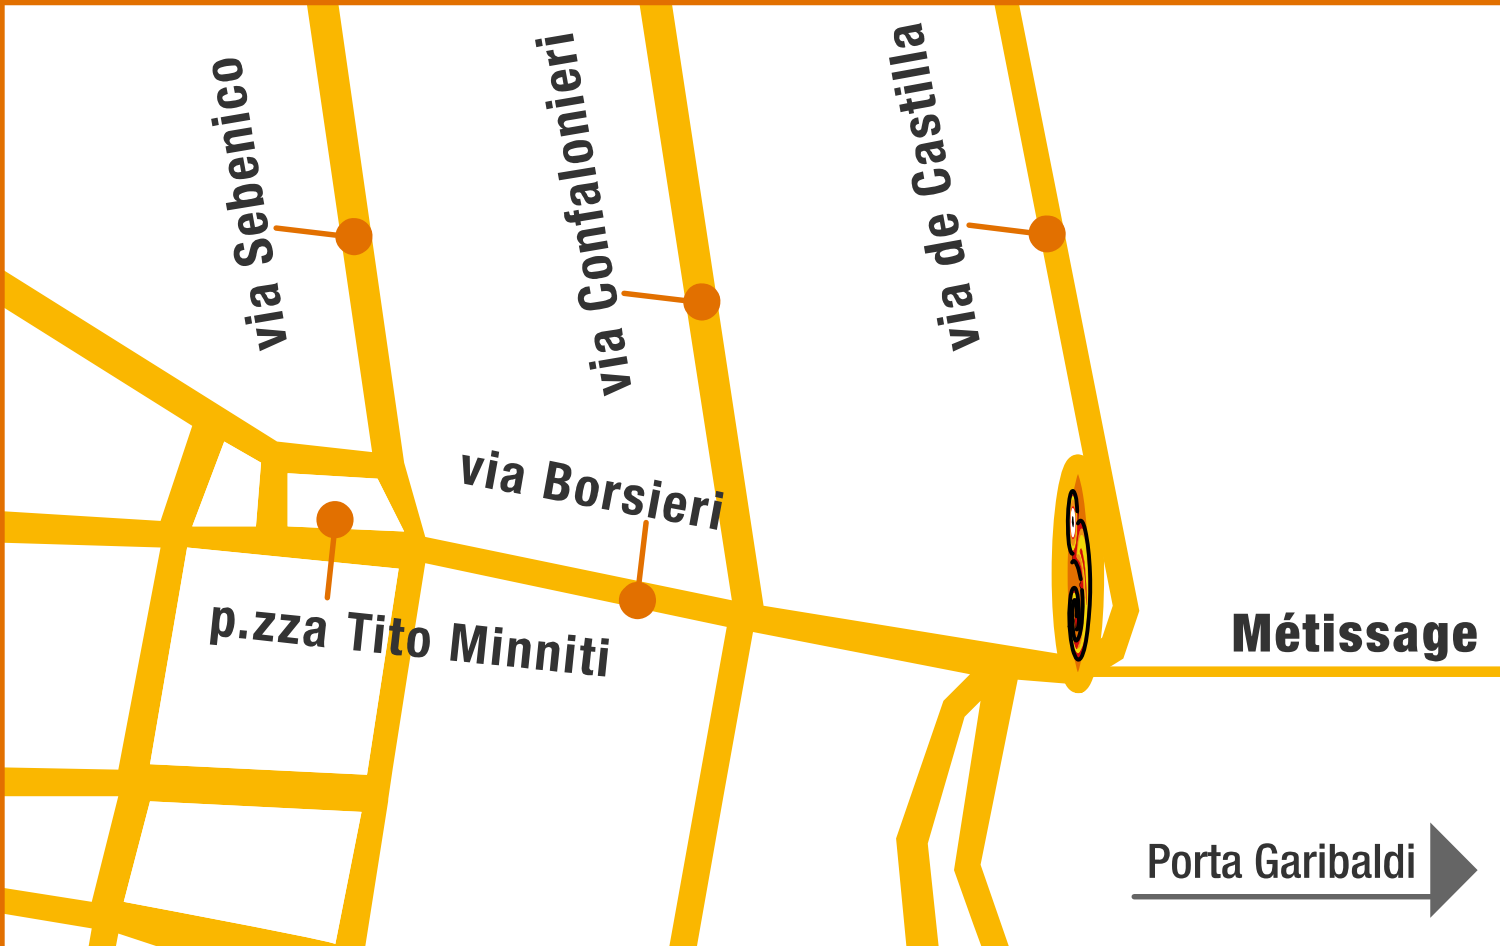 via Sebenico
via Confalonieri
via de Castilla
via Borsieri
p.zza Tito Minniti
Métissage
Porta Garibaldi